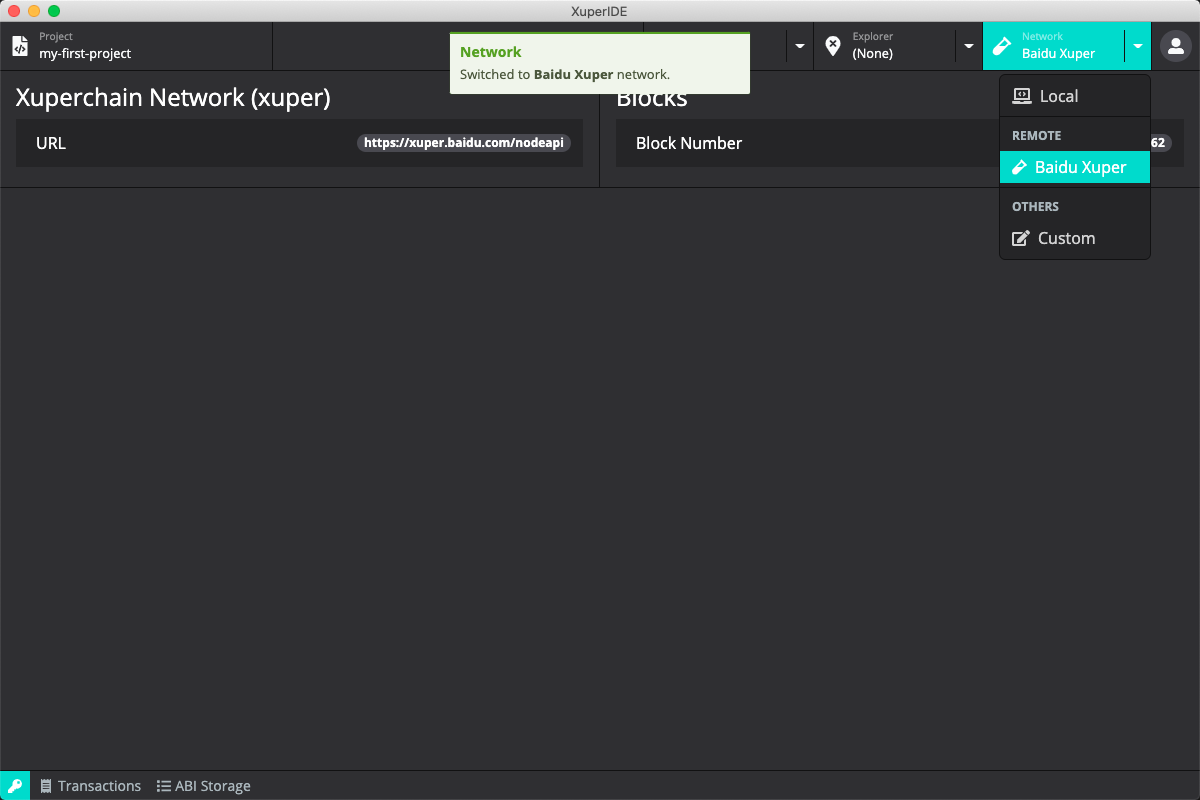 XuperIDE
Project
my-first-project
Explorer
(None)
Network
Baidu Xuper
Network
Switched to Baidu Xuper network.
Xuperchain Network (xuper)
URL
https://xuper.baidu.com/nodeapi
Blocks
Block Number
62
Local
REMOTE
Baidu Xuper
OTHERS
Custom
Transactions
ABI Storage